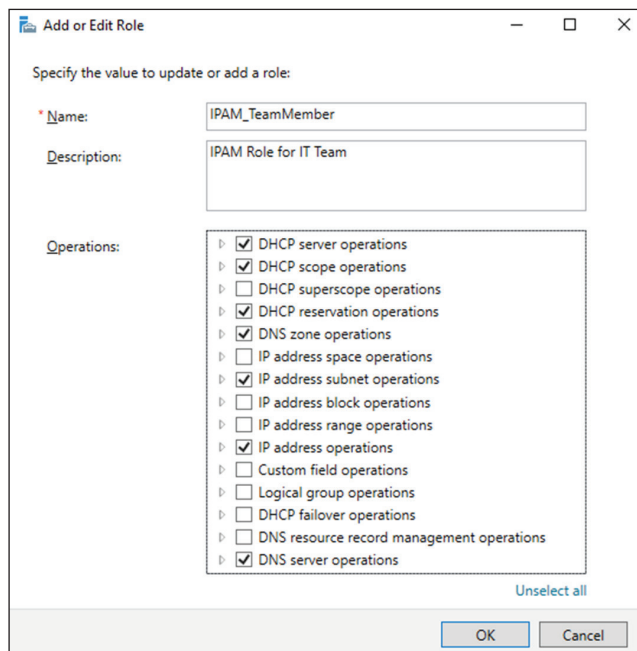 Add or Edit Role
Specify the value to update or add a role:
* Name: IPAM_TeamMember
Description: IPAM Role for IT Team
Operations:
DHCP server operations
DHCP scope operations
DHCP superscope operations
DHCP reservation operations
DNS zone operations
IP address space operations
IP address subnet operations
IP address block operations
IP address range operations
IP address operations
Custom field operations
Logical group operations
DHCP failover operations
DNS resource record management operations
DNS server operations
Unselect all
OK Cancel